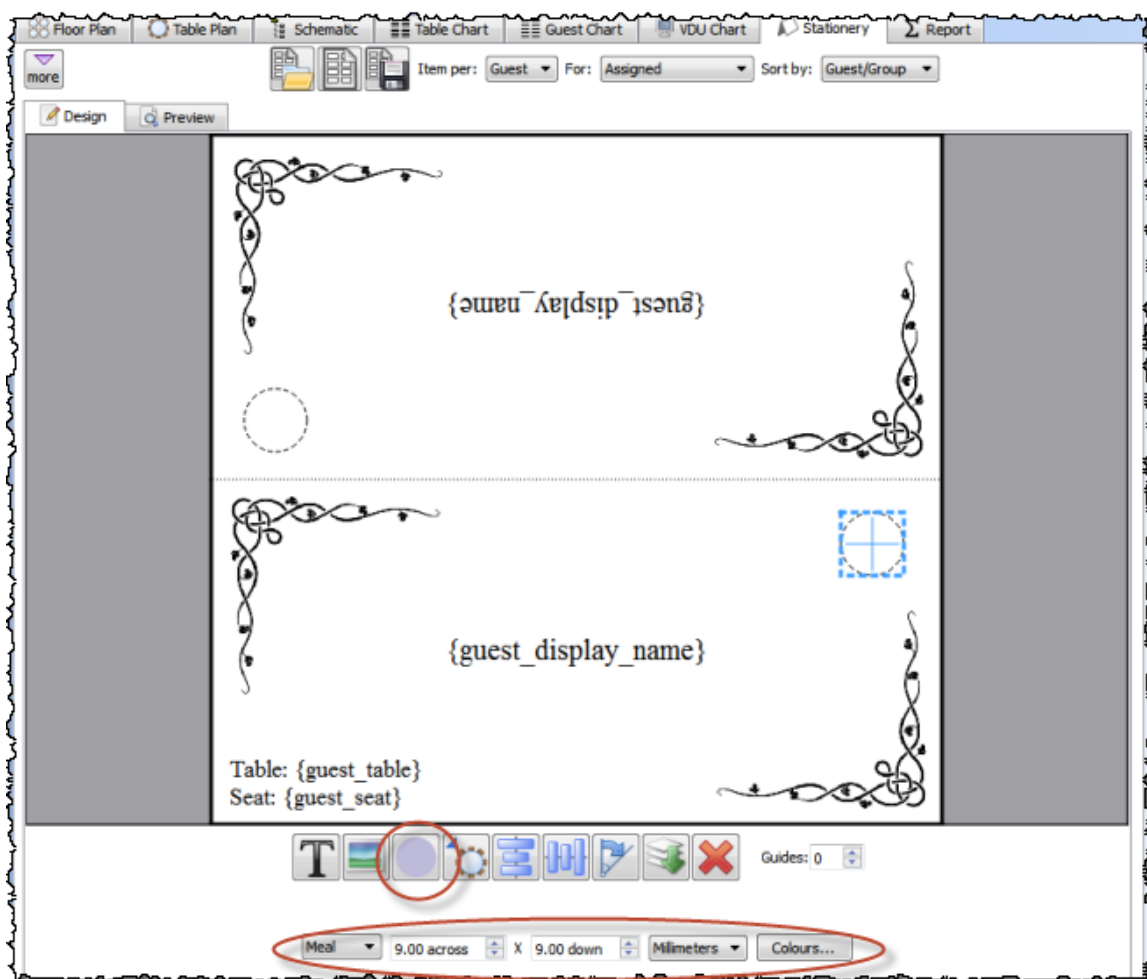 Floor Plan Table Plan Schematic Table Chart Guest Chart VDU Chart Stationery Σ Report
more Item per: Guest For: Assigned Sort by: Guest/Group
Design Preview
{guest_display_name}
{guest_display_name}
Table: {guest_table}
Seat: {guest_seat}
T Guides: 0
Meal 9.00 across X 9.00 down Milimeters Colours...